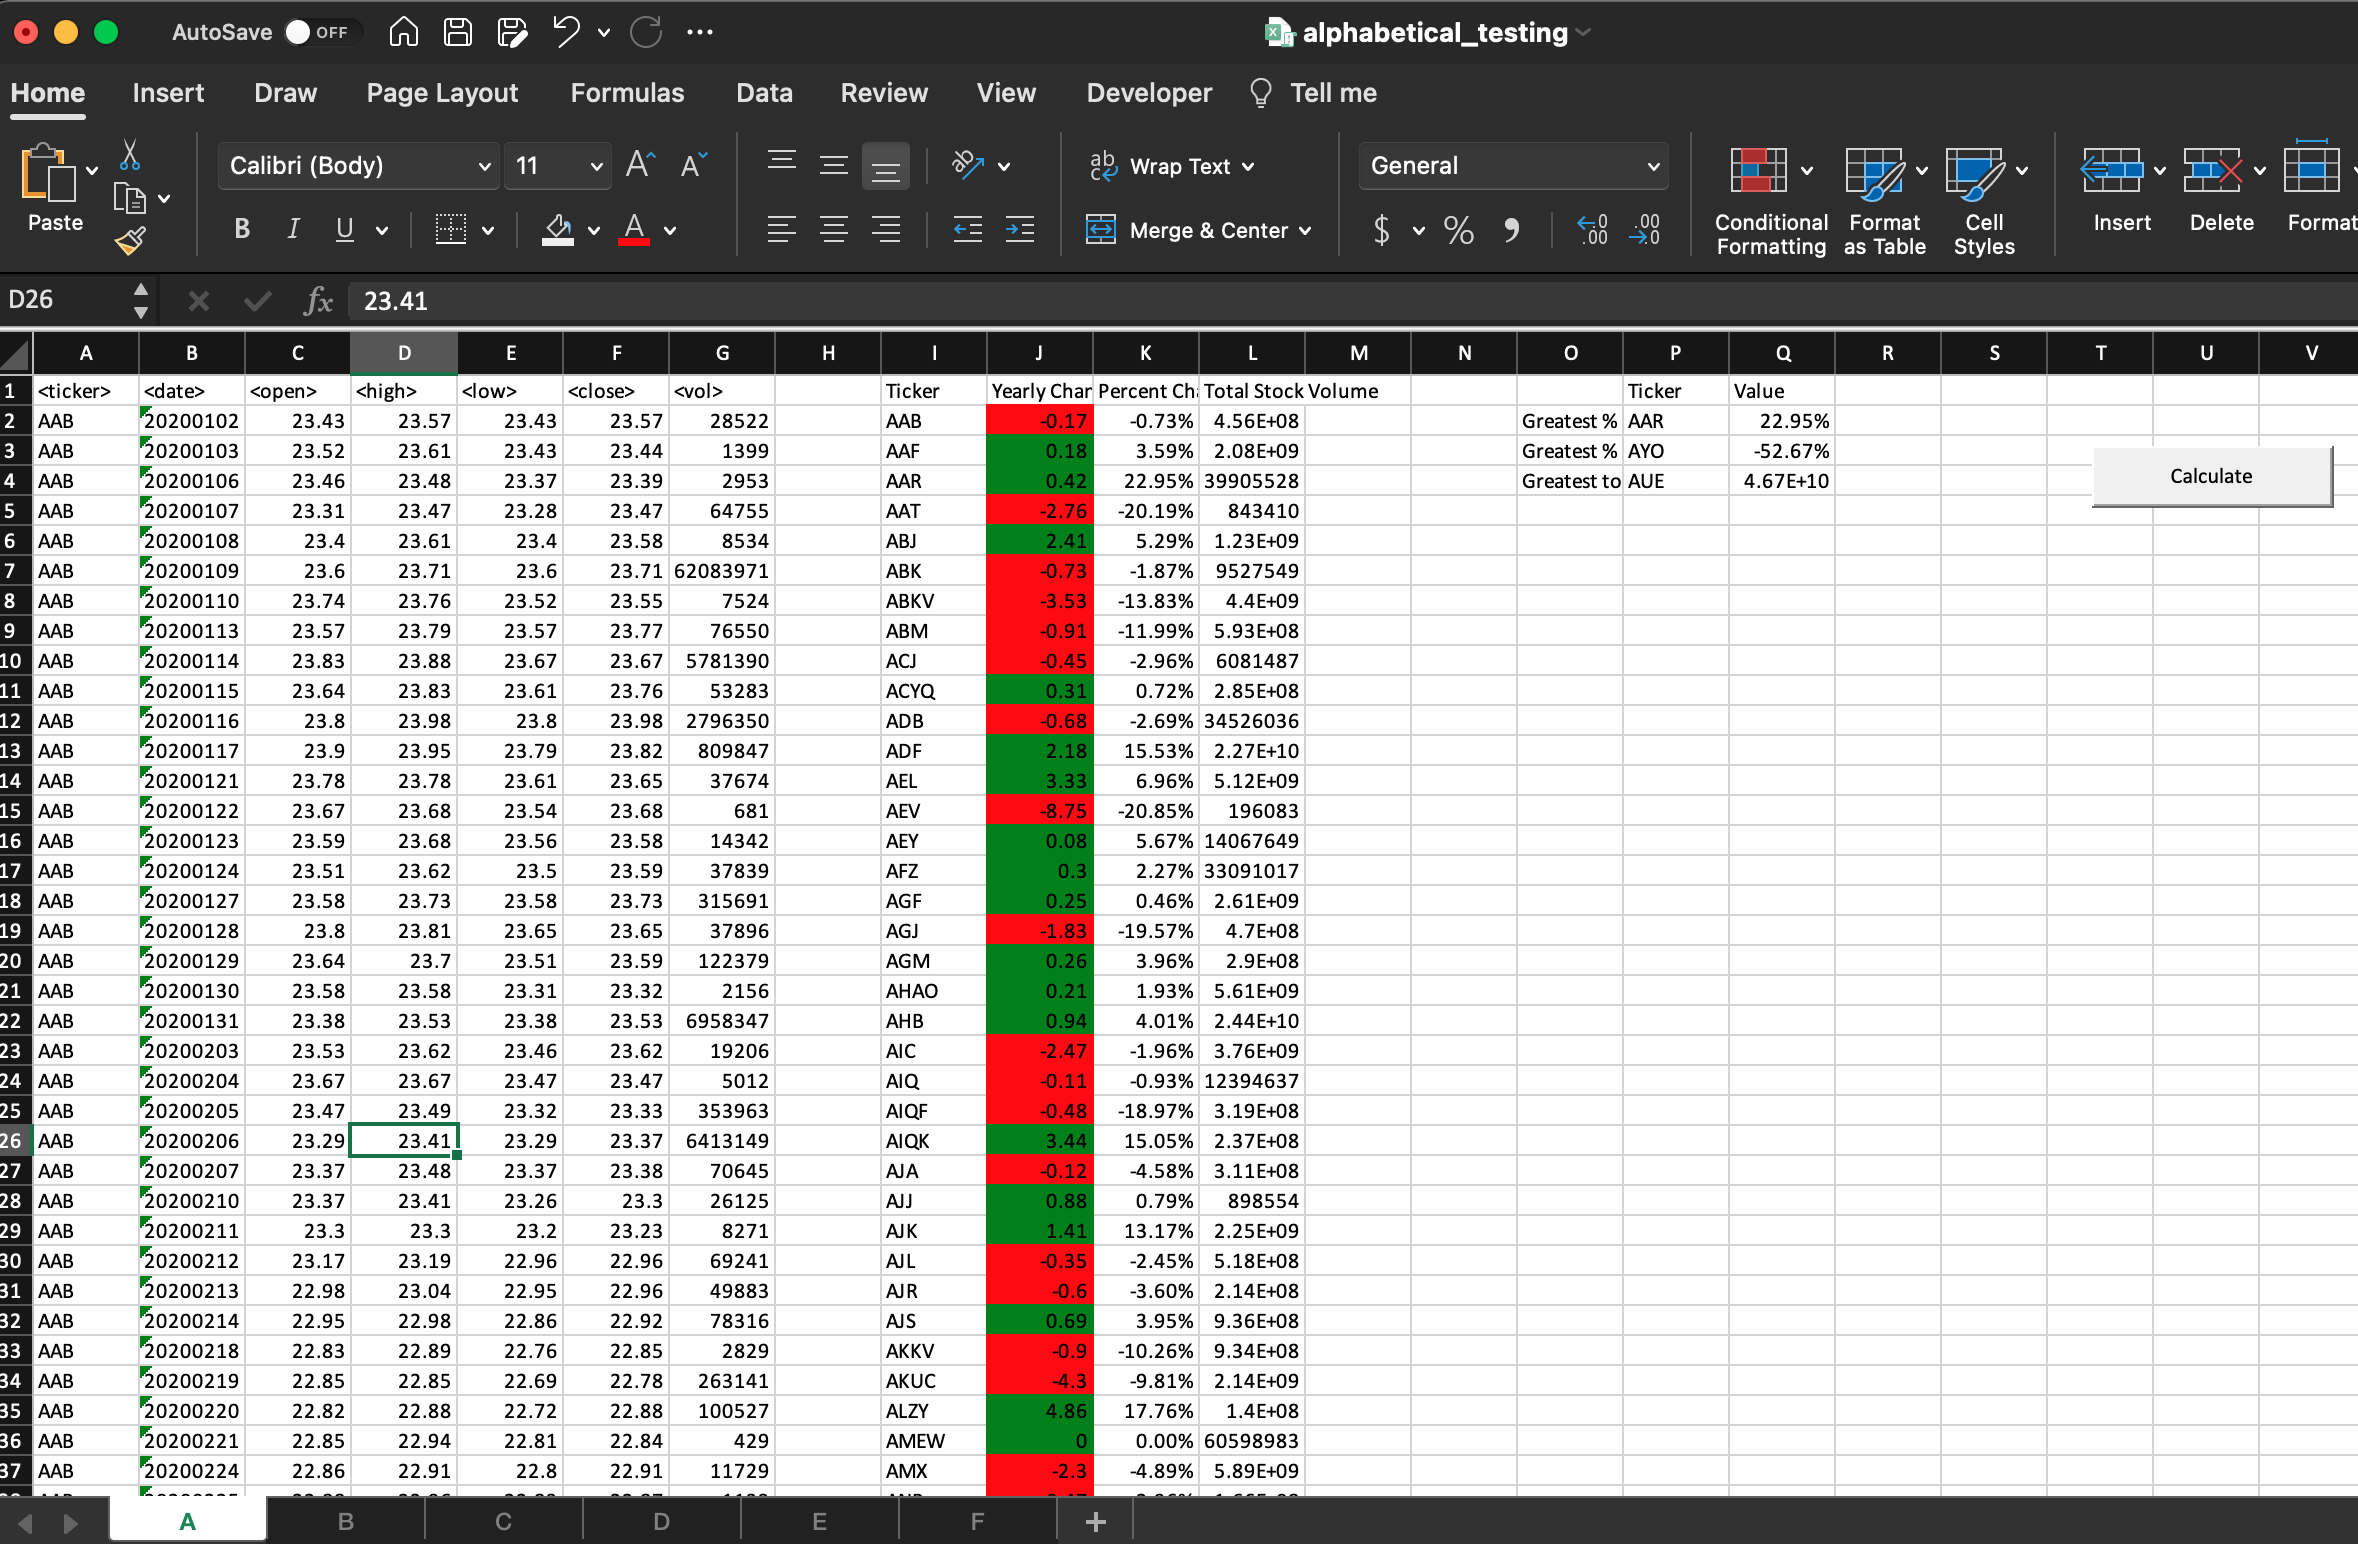 AutoSave OFF
alphabetical_testing
Home Insert Draw Page Layout Formulas Data Review View Developer Tell me
Paste
Calibri (Body) 11 A A
ab c Wrap Text
General
B I U A
Merge & Center
$ % , 0 .00 .00 0
Conditional Formatting
Format as Table
Cell Styles
Insert Delete Format
D26 fx 23.41
A B C D E F G H I J K L M N O P Q R S T U V
1 <ticker> <date> <open> <high> <low> <close> <vol> Ticker Yearly Char Percent Ch Total Stock Volume Ticker Value
2 AAB 20200102 23.43 23.57 23.43 23.57 28522 AAB -0.17 -0.73% 4.56E+08 Greatest % AAR 22.95%
3 AAB 20200103 23.52 23.61 23.43 23.44 1399 AAF 0.18 3.59% 2.08E+09 Greatest % AYO -52.67%
4 AAB 20200106 23.46 23.48 23.37 23.39 2953 AAR 0.42 22.95% 39905528 Greatest to AUE 4.67E+10
Calculate
5 AAB 20200107 23.31 23.47 23.28 23.47 64755 AAT -2.76 -20.19% 843410
6 AAB 20200108 23.4 23.61 23.4 23.58 8534 ABJ 2.41 5.29% 1.23E+09
7 AAB 20200109 23.6 23.71 23.6 23.71 62083971 ABK -0.73 -1.87% 9527549
8 AAB 20200110 23.74 23.76 23.52 23.55 7524 ABKV -3.53 -13.83% 4.4E+09
9 AAB 20200113 23.57 23.79 23.57 23.77 76550 ABM -0.91 -11.99% 5.93E+08
10 AAB 20200114 23.83 23.88 23.67 23.67 5781390 ACJ -0.45 -2.96% 6081487
11 AAB 20200115 23.64 23.83 23.61 23.76 53283 ACYQ 0.31 0.72% 2.85E+08
12 AAB 20200116 23.8 23.98 23.8 23.98 2796350 ADB -0.68 -2.69% 34526036
13 AAB 20200117 23.9 23.95 23.79 23.82 809847 ADF 2.18 15.53% 2.27E+10
14 AAB 20200121 23.78 23.78 23.61 23.65 37674 AEL 3.33 6.96% 5.12E+09
15 AAB 20200122 23.67 23.68 23.54 23.68 681 AEV -8.75 -20.85% 196083
16 AAB 20200123 23.59 23.68 23.56 23.58 14342 AEY 0.08 5.67% 14067649
17 AAB 20200124 23.51 23.62 23.5 23.59 37839 AFZ 0.3 2.27% 33091017
18 AAB 20200127 23.58 23.73 23.58 23.73 315691 AGF 0.25 0.46% 2.61E+09
19 AAB 20200128 23.8 23.81 23.65 23.65 37896 AGJ -1.83 -19.57% 4.7E+08
20 AAB 20200129 23.64 23.7 23.51 23.59 122379 AGM 0.26 3.96% 2.9E+08
21 AAB 20200130 23.58 23.58 23.31 23.32 2156 AHAO 0.21 1.93% 5.61E+09
22 AAB 20200131 23.38 23.53 23.38 23.53 6958347 AHB 0.94 4.01% 2.44E+10
23 AAB 20200203 23.53 23.62 23.46 23.62 19206 AIC -2.47 -1.96% 3.76E+09
24 AAB 20200204 23.67 23.67 23.47 23.47 5012 AIQ -0.11 -0.93% 12394637
25 AAB 20200205 23.47 23.49 23.32 23.33 353963 AIQF -0.48 -18.97% 3.19E+08
26 AAB 20200206 23.29 23.41 23.29 23.37 6413149 AIQK 3.44 15.05% 2.37E+08
27 AAB 20200207 23.37 23.48 23.37 23.38 70645 AJA -0.12 -4.58% 3.11E+08
28 AAB 20200210 23.37 23.41 23.26 23.3 26125 AJJ 0.88 0.79% 898554
29 AAB 20200211 23.3 23.3 23.2 23.23 8271 AJK 1.41 13.17% 2.25E+09
30 AAB 20200212 23.17 23.19 22.96 22.96 69241 AJL -0.35 -2.45% 5.18E+08
31 AAB 20200213 22.98 23.04 22.95 22.96 49883 AJR -0.6 -3.60% 2.14E+08
32 AAB 20200214 22.95 22.98 22.86 22.92 78316 AJS 0.69 3.95% 9.36E+08
33 AAB 20200218 22.83 22.89 22.76 22.85 2829 AKKV -0.9 -10.26% 9.34E+08
34 AAB 20200219 22.85 22.85 22.69 22.78 263141 AKUC -4.3 -9.81% 2.14E+09
35 AAB 20200220 22.82 22.88 22.72 22.88 100527 ALZY 4.86 17.76% 1.4E+08
36 AAB 20200221 22.85 22.94 22.81 22.84 429 AMEW 0 0.00% 60598983
37 AAB 20200224 22.86 22.91 22.8 22.91 11729 AMX -2.3 -4.89% 5.89E+09
A B C D E F +